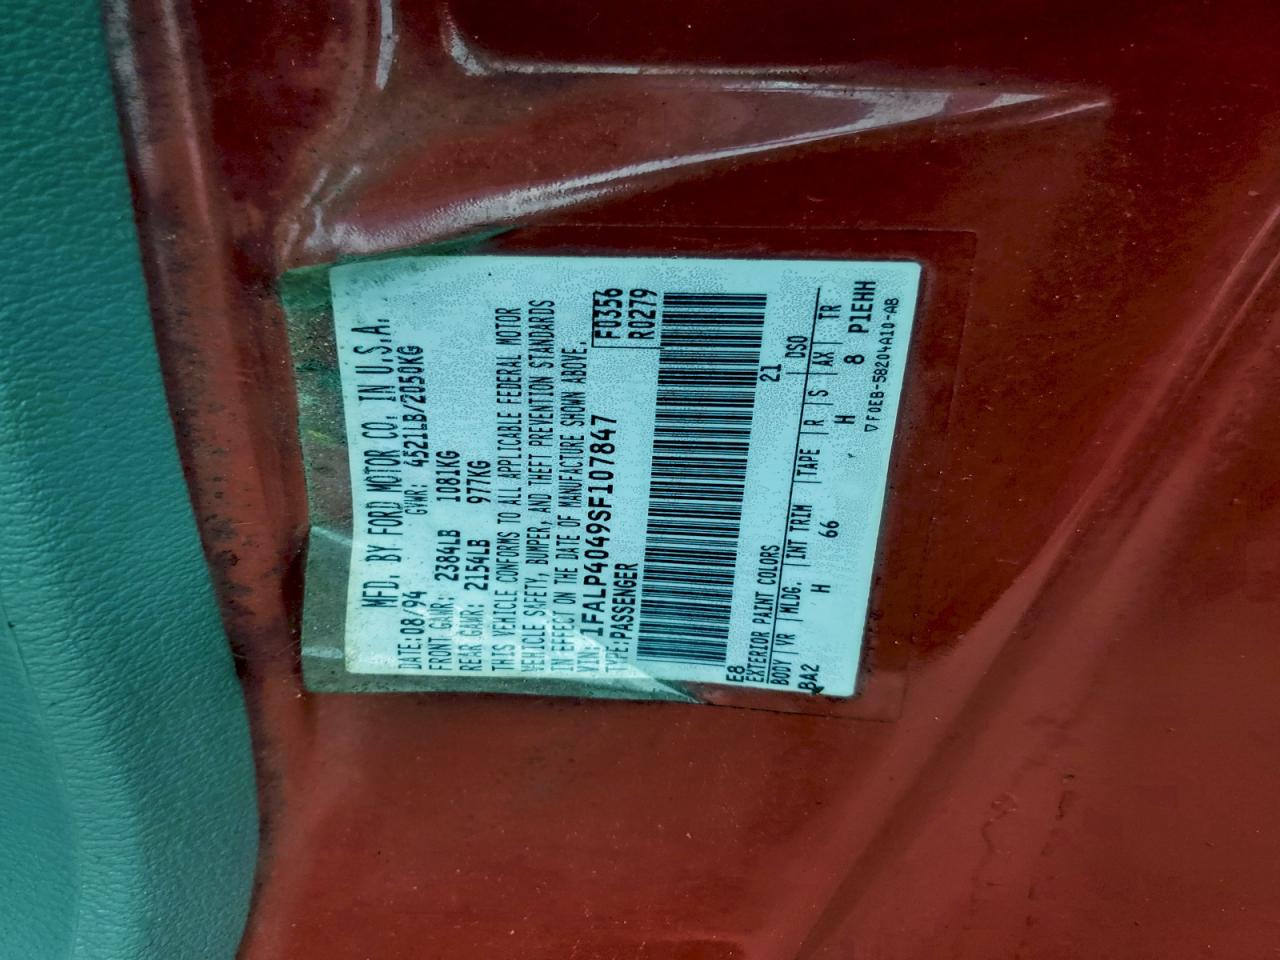 MFD. BY FORD MOTOR CO. IN U.S.A.
DATE: 08/94 GVWR: 4521LB/2050KG
FRONT GAWR: 2384LB 1081KG
REAR GAWR: 2154LB 977KG
THIS VEHICLE CONFORMS TO ALL APPLICABLE FEDERAL MOTOR
VEHICLE SAFETY, BUMPER, AND THEFT PREVENTION STANDARDS
IN EFFECT ON THE DATE OF MANUFACTURE SHOWN ABOVE.
VIN: 1FALP4049SF107847 F0356
TYPE: PASSENGER R0279
E8 21
EXTERIOR PAINT COLORS DSO
BODY VR MLDG. INT TRIM TAPE R S AX TR
BA2 H 66 H 8 P1EHH
▽ F0EB-58204A10-AB